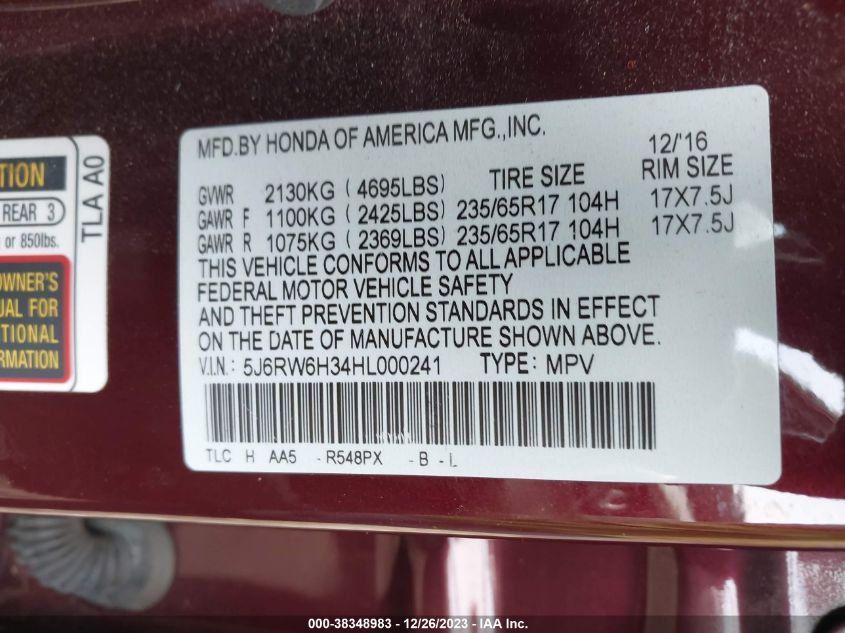 TION
REAR 3
g or 850lbs.
OWNER'S
UAL FOR
ITIONAL
RMATION
TLA A0
MFD.BY HONDA OF AMERICA MFG.,INC.
12/'16
GVWR 2130KG (4695LBS) TIRE SIZE RIM SIZE
GAWR F 1100KG (2425LBS) 235/65R17 104H 17X7.5J
GAWR R 1075KG (2369LBS) 235/65R17 104H 17X7.5J
THIS VEHICLE CONFORMS TO ALL APPLICABLE
FEDERAL MOTOR VEHICLE SAFETY
AND THEFT PREVENTION STANDARDS IN EFFECT
ON THE DATE OF MANUFACTURE SHOWN ABOVE.
V.I.N.: 5J6RW6H34HL000241 TYPE: MPV
TLC H AA5 -R548PX -B -L
000-38348983 - 12/26/2023 - IAA Inc.